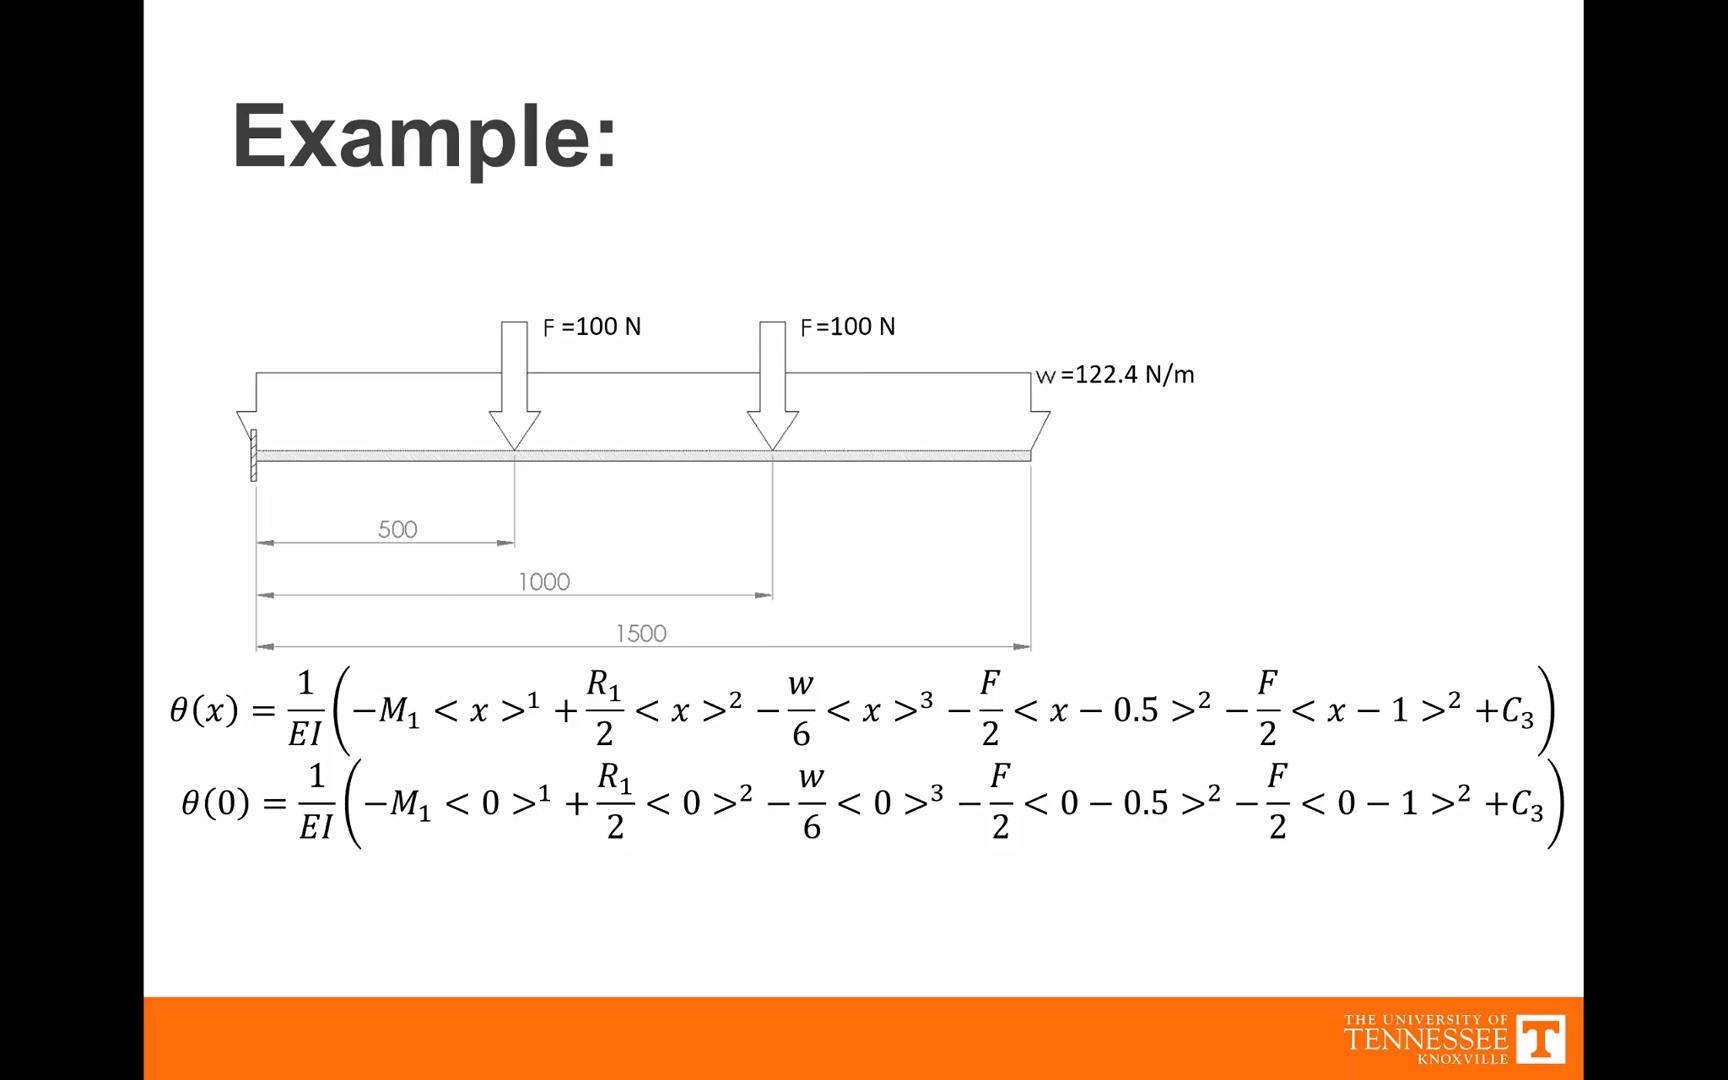 Example:
F =100 N
F=100 N
w=122.4 N/m
500
1000
1500
θ(x) = 1/EI (−M₁ < x >¹ + R₁/2 < x >² − w/6 < x >³ − F/2 < x − 0.5 >² − F/2 < x − 1 >² +C₃)
θ(0) = 1/EI (−M₁ < 0 >¹ + R₁/2 < 0 >² − w/6 < 0 >³ − F/2 < 0 − 0.5 >² − F/2 < 0 − 1 >² +C₃)
THE UNIVERSITY OF
TENNESSEE
KNOXVILLE
T